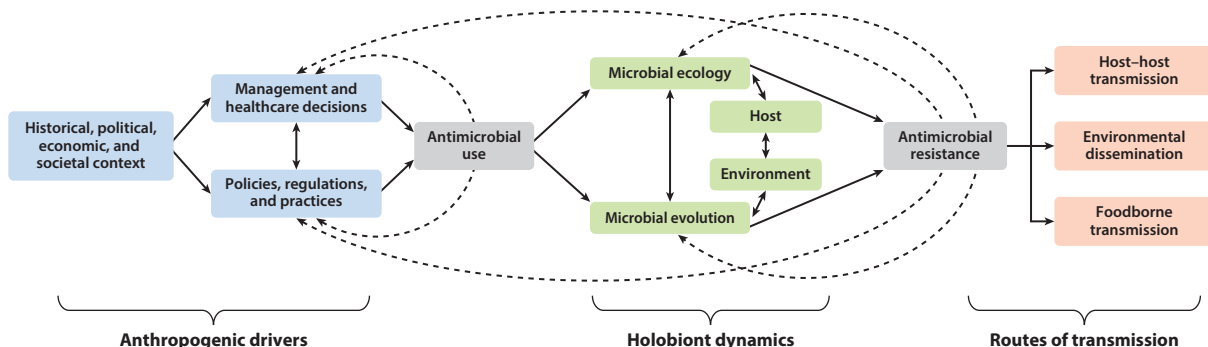 Historical, political,
economic, and
societal context
Management and
healthcare decisions
Policies, regulations,
and practices
Antimicrobial
use
Microbial ecology
Host
Environment
Microbial evolution
Antimicrobial
resistance
Host–host
transmission
Environmental
dissemination
Foodborne
transmission
Anthropogenic drivers
Holobiont dynamics
Routes of transmission